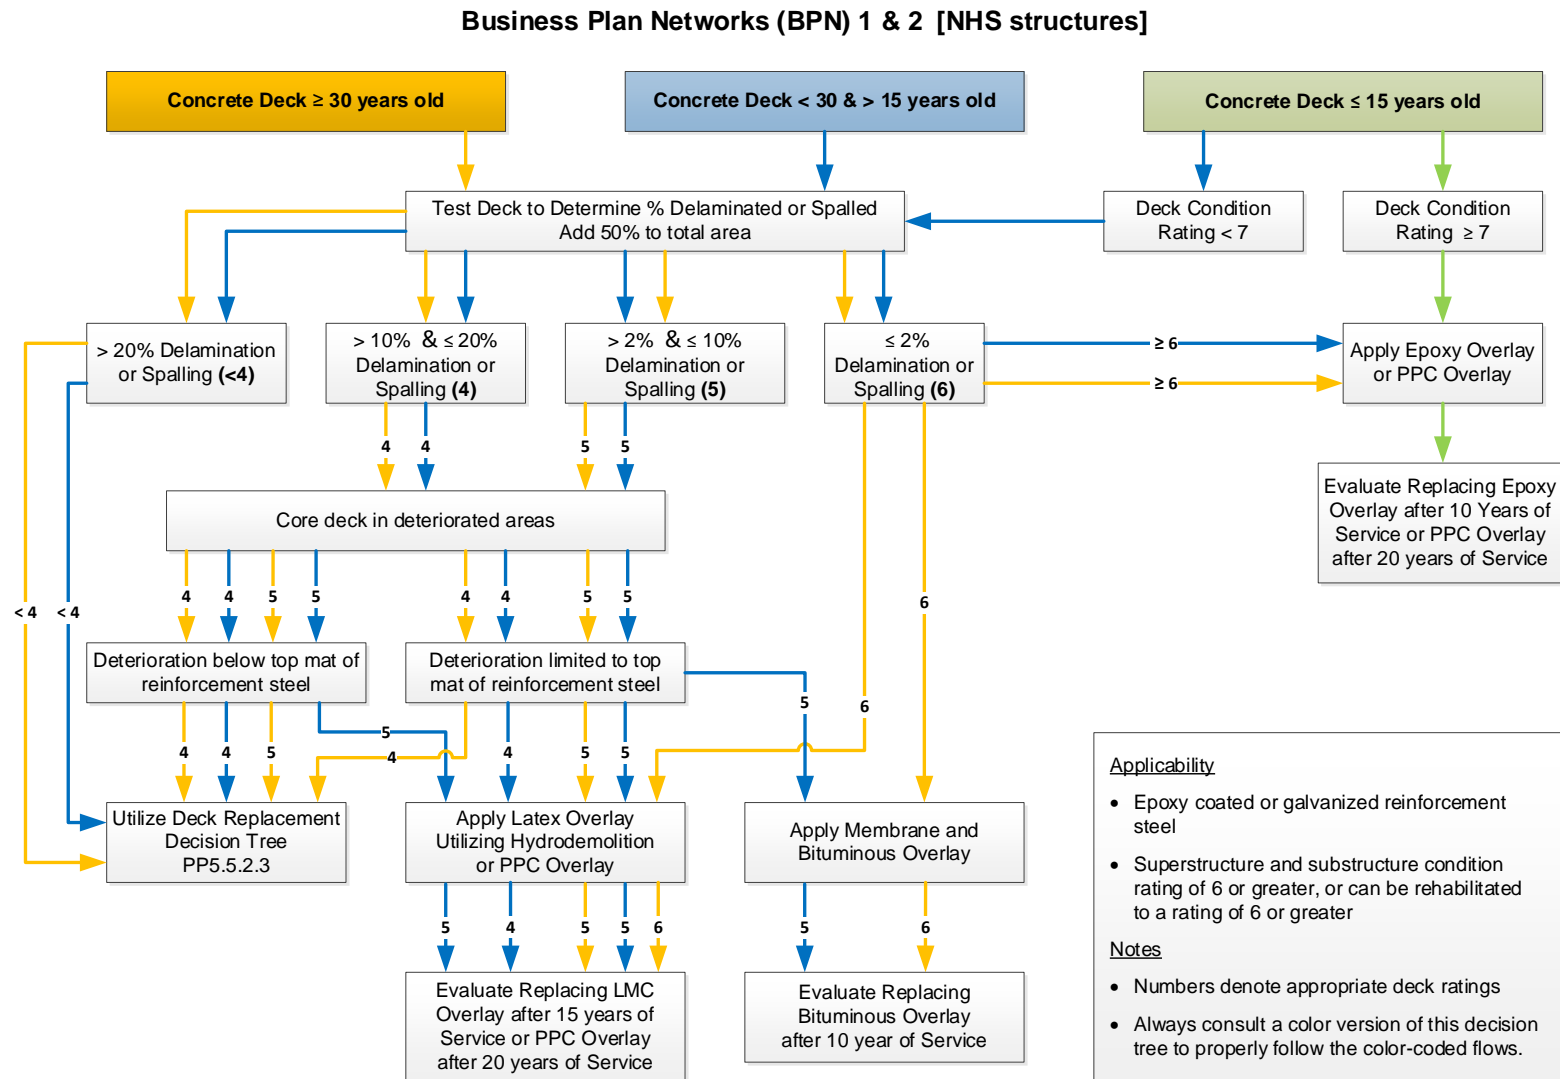 Business Plan Networks (BPN) 1 & 2 [NHS structures]
Concrete Deck ≥ 30 years old
Concrete Deck < 30 & > 15 years old
Concrete Deck ≤ 15 years old
Test Deck to Determine % Delaminated or Spalled
Add 50% to total area
Deck Condition
Rating < 7
Deck Condition
Rating ≥ 7
> 20% Delamination
or Spalling (<4)
> 10% & ≤ 20%
Delamination or
Spalling (4)
> 2% & ≤ 10%
Delamination or
Spalling (5)
≤ 2%
Delamination or
Spalling (6)
≥ 6
≥ 6
Apply Epoxy Overlay
or PPC Overlay
4
4
5
5
Evaluate Replacing Epoxy
Overlay after 10 Years of
Service or PPC Overlay
after 20 years of Service
Core deck in deteriorated areas
< 4
< 4
4
4
5
5
4
4
5
5
6
Deterioration below top mat of
reinforcement steel
Deterioration limited to top
mat of reinforcement steel
6
5
4
4
5
5
4
4
5
5
Utilize Deck Replacement
Decision Tree
PP5.5.2.3
Apply Latex Overlay
Utilizing Hydrodemolition
or PPC Overlay
Apply Membrane and
Bituminous Overlay
5
4
5
5
6
5
6
Evaluate Replacing LMC
Overlay after 15 years of
Service or PPC Overlay
after 20 years of Service
Evaluate Replacing
Bituminous Overlay
after 10 year of Service
Applicability
• Epoxy coated or galvanized reinforcement
steel
• Superstructure and substructure condition
rating of 6 or greater, or can be rehabilitated
to a rating of 6 or greater
Notes
• Numbers denote appropriate deck ratings
• Always consult a color version of this decision
tree to properly follow the color-coded flows.